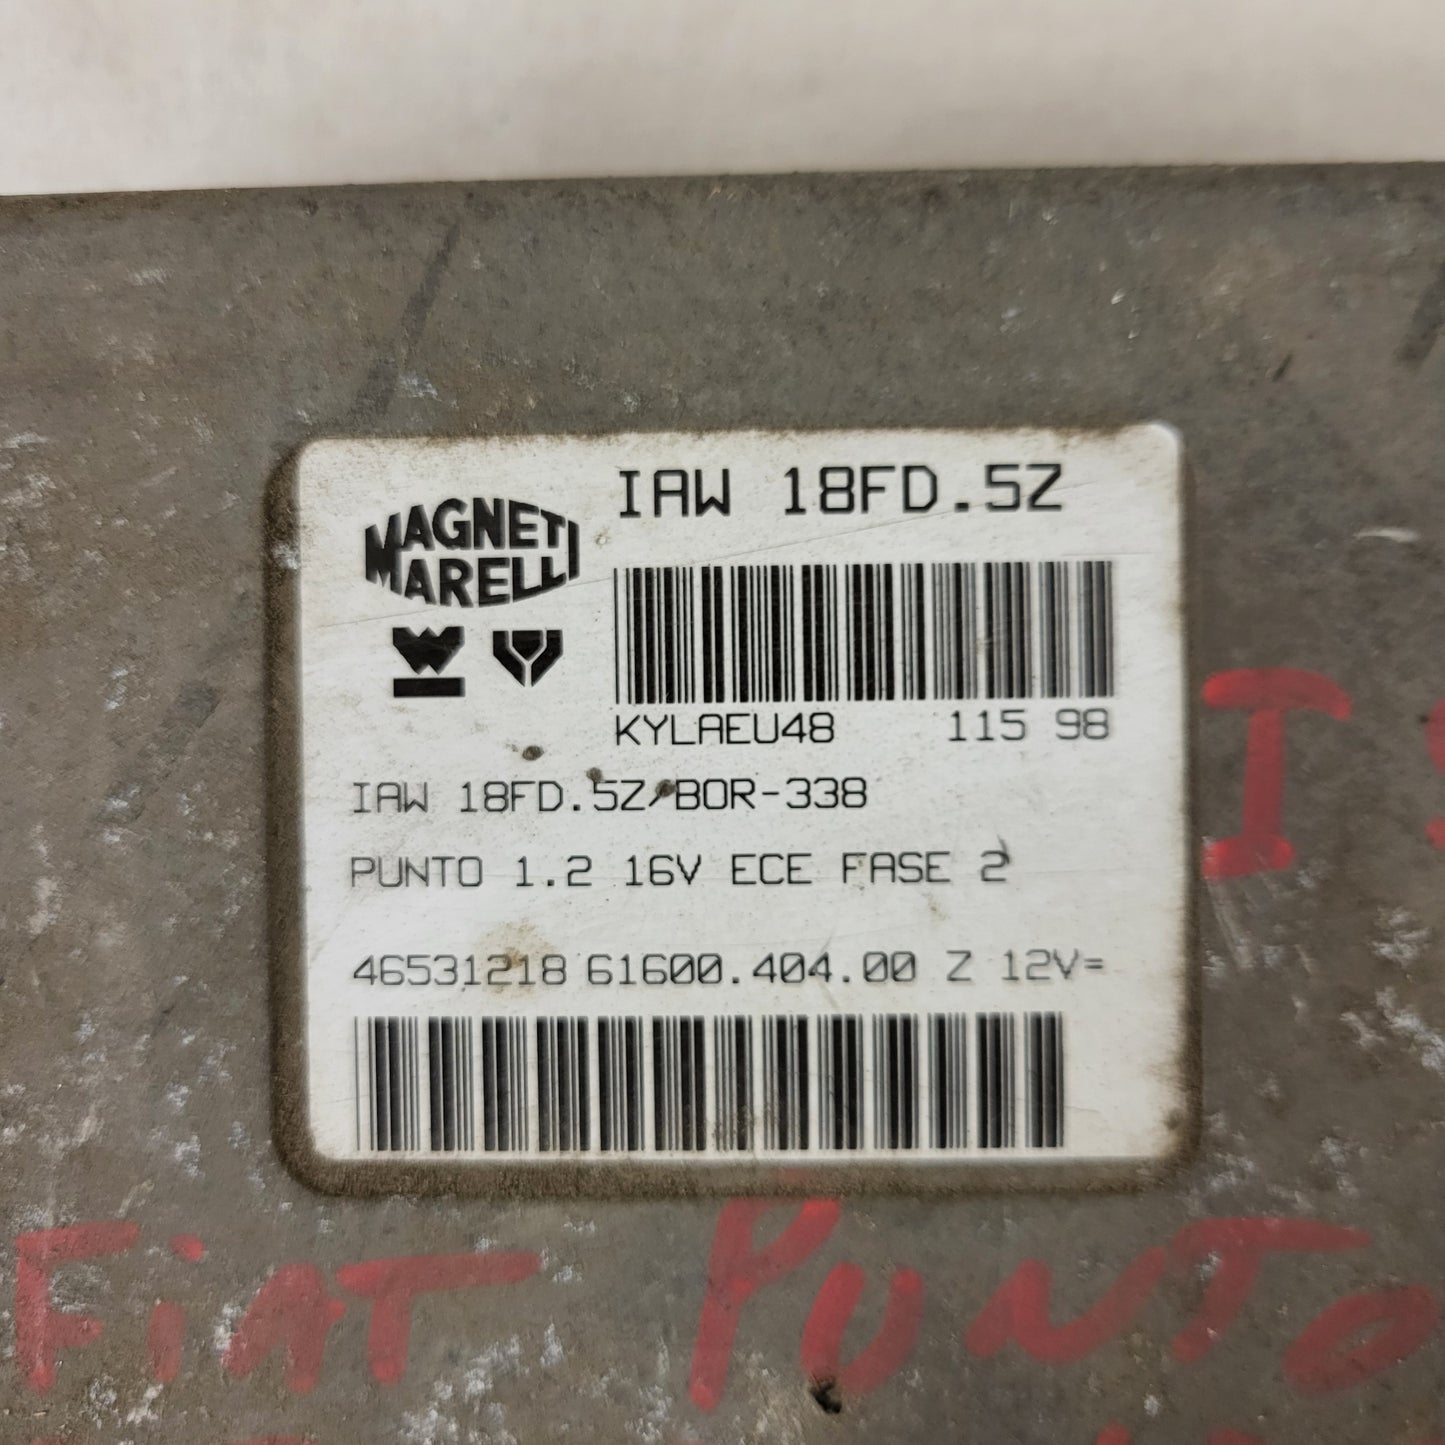 MAGNETI
MARELLI
IAW 18FD.5Z
KYLAEU48 115 98
IAW 18FD.5Z/BOR-338
PUNTO 1.2 16V ECE FASE 2
46531218 61600.404.00 Z 12V=
FiAT PUNTO